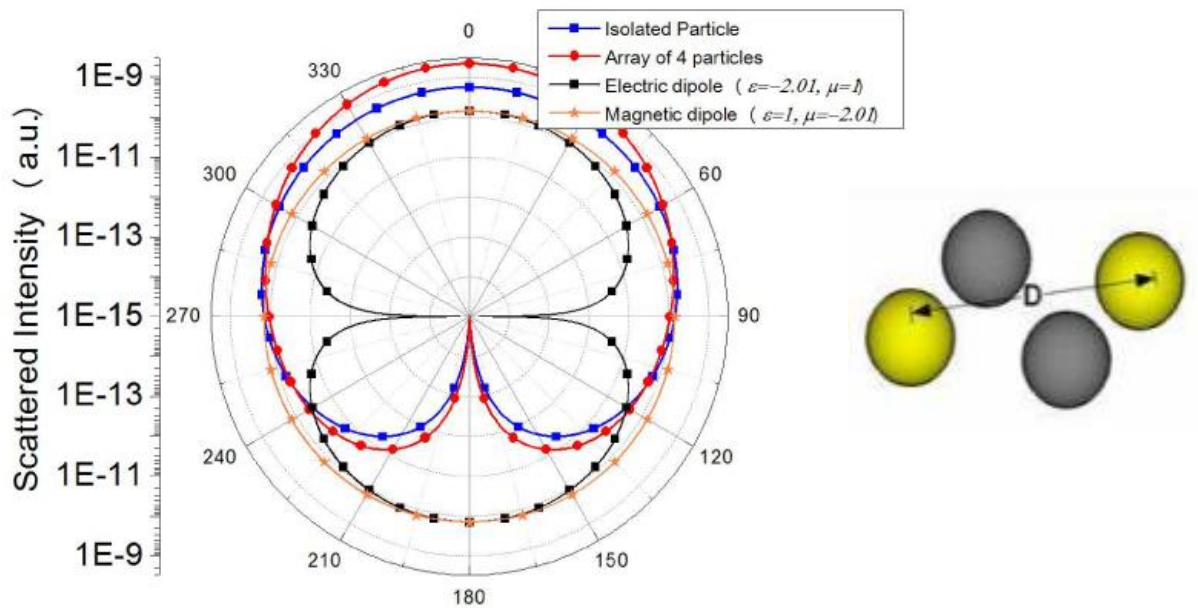 0
330
300
60
270
90
240
120
210
150
180
Isolated Particle
Array of 4 particles
Electric dipole ( ε=−2.01, μ=1)
Magnetic dipole ( ε=1, μ=−2.01)
Scattered Intensity ( a.u.)
1E-9
1E-11
1E-13
1E-15
1E-13
1E-11
1E-9
D